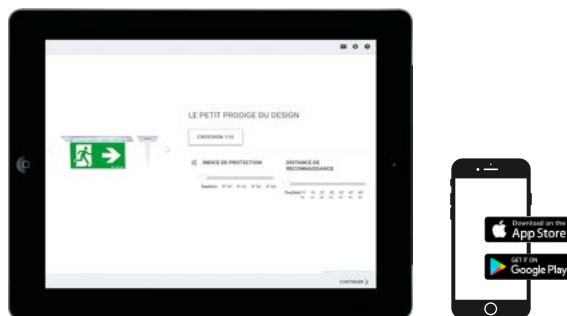 LE PETIT PRODIGE DU DESIGN
CROSSIGN 110
INDICE DE PROTECTION
DISTANCE DE
RECONNAISSANCE
CONTINUER
Download on the
App Store
GET IT ON
Google Play